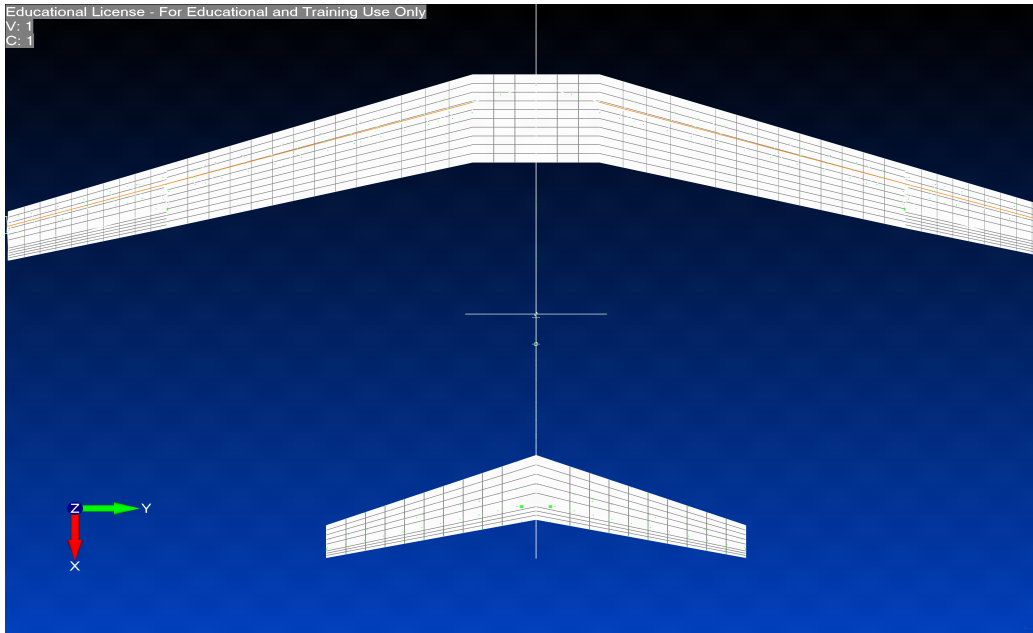 Educational License - For Educational and Training Use Only
V: 1
C: 1
Z
Y
X